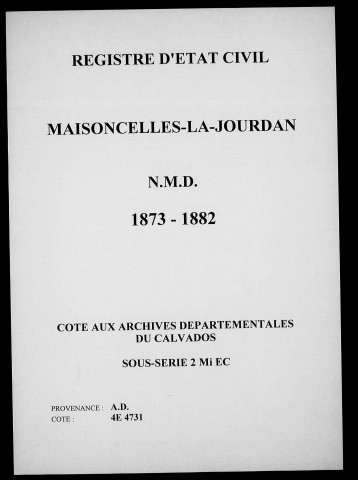 REGISTRE D'ETAT CIVIL
MAISONCELLES-LA-JOURDAN
N.M.D.
1873 - 1882
COTE AUX ARCHIVES DEPARTEMENTALES
DU CALVADOS
SOUS-SERIE 2 Mi EC
PROVENANCE : A.D.
COTE : 4E 4731